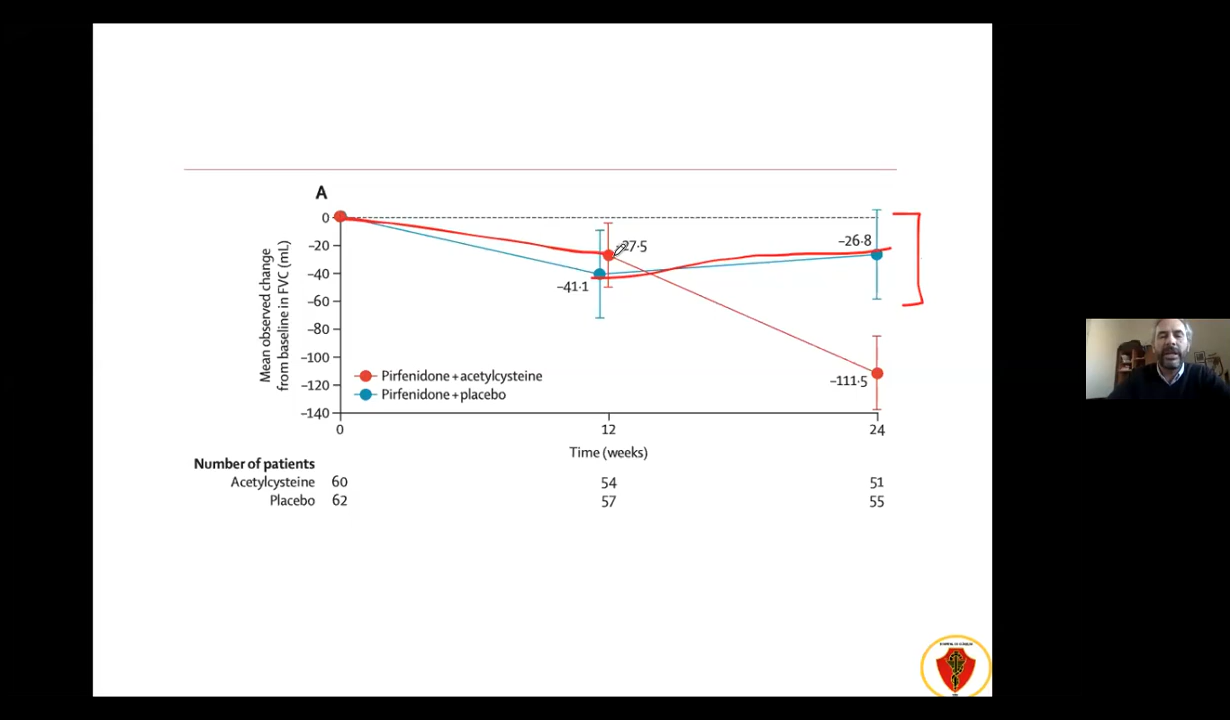 A
Mean observed change
from baseline in FVC (mL)
0
−20
−40
−60
−80
−100
−120
−140
−27·5
−41·1
−26·8
−111·5
Pirfenidone + acetylcysteine
Pirfenidone + placebo
0 12 24
Time (weeks)
Number of patients
Acetylcysteine 60 54 51
Placebo 62 57 55